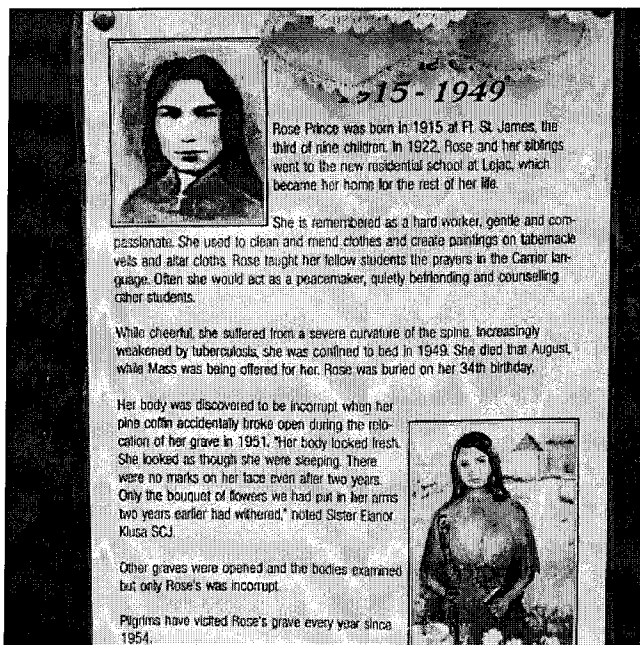 1915 - 1949
Rose Prince was born in 1915 at Ft. St. James, the
third of nine children. In 1922, Rose and her siblings
went to the new residential school at Lejac, which
became her home for the rest of her life.
She is remembered as a hard worker, gentle and com-
passionate. She used to clean and mend clothes and create paintings on tabernacle
veils and altar cloths. Rose taught her fellow students the prayers in the Carrier lan-
guage. Often she would act as a peacemaker, quietly befriending and counselling
other students.
While cheerful, she suffered from a severe curvature of the spine. Increasingly
weakened by tuberculosis, she was confined to bed in 1949. She died that August,
while Mass was being offered for her. Rose was buried on her 34th birthday.
Her body was discovered to be incorrupt when her
pine coffin accidentally broke open during the relo-
cation of her grave in 1951. "Her body looked fresh.
She looked as though she were sleeping. There
were no marks on her face even after two years.
Only the bouquet of flowers we had put in her arms
two years earlier had withered," noted Sister Eleanor
Klusa SCJ.
Other graves were opened and the bodies examined
but only Rose's was incorrupt.
Pilgrims have visited Rose's grave every year since
1954.